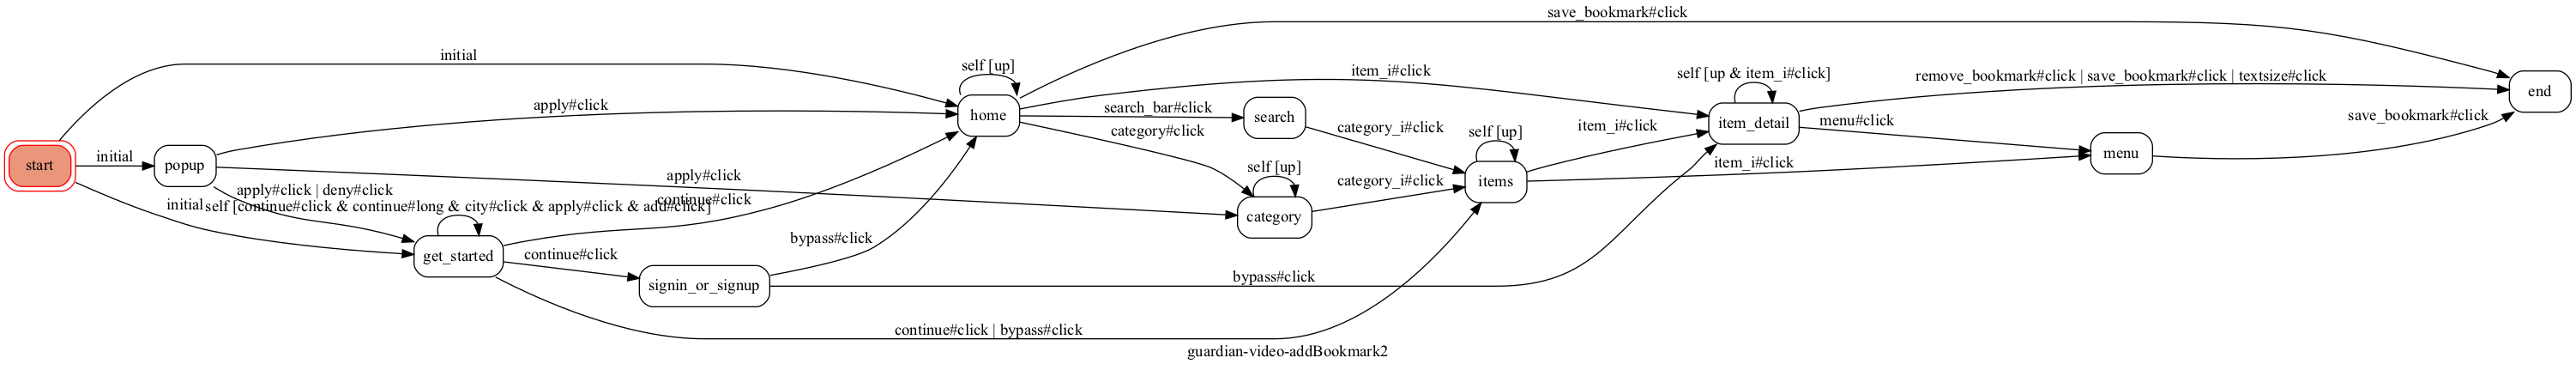 save_bookmark#click
initial
self [up]
item_i#click
self [up & item_i#click]
remove_bookmark#click | save_bookmark#click | textsize#click
end
apply#click
home
search_bar#click
search
item_detail
category#click
category_i#click
self [up]
item_i#click
menu#click
save_bookmark#click
start
initial
popup
apply#click
self [up]
category_i#click
items
item_i#click
menu
apply#click | deny#click
initial
self [continue#click & continue#long & city#click & apply#click & add#click]
continue#click
category
bypass#click
get_started
continue#click
signin_or_signup
bypass#click
continue#click | bypass#click
guardian-video-addBookmark2